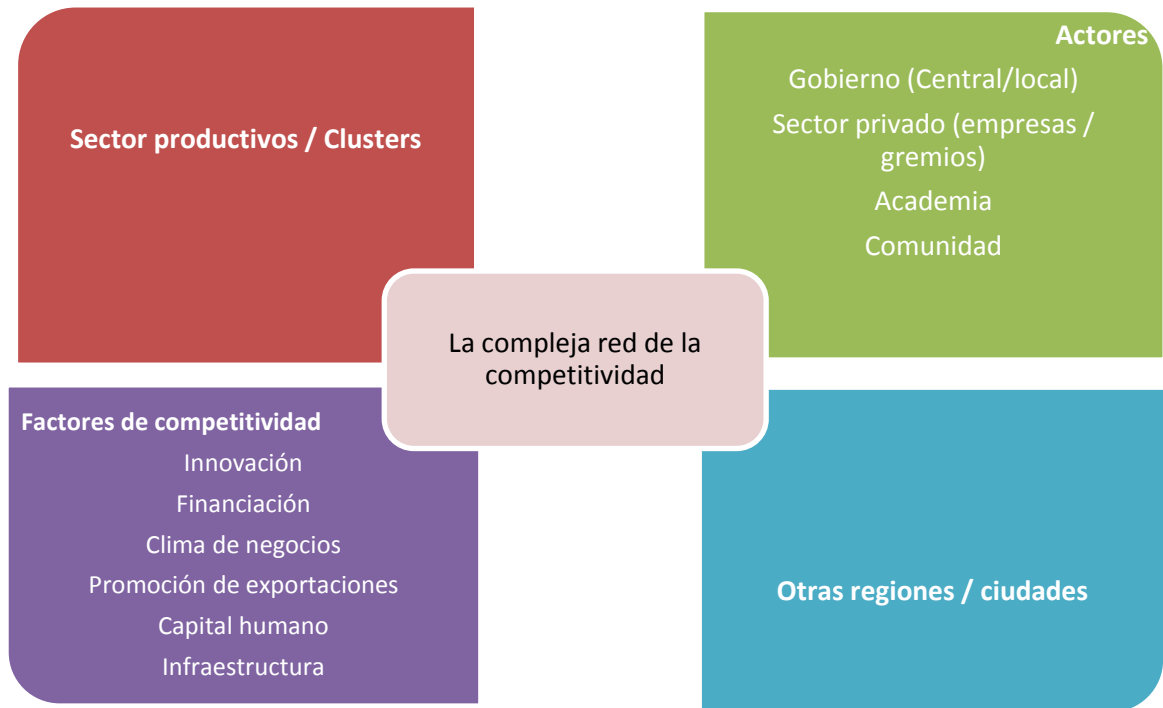 Sector productivos / Clusters
Actores
Gobierno (Central/local)
Sector privado (empresas /
gremios)
Academia
Comunidad
La compleja red de la
competitividad
Factores de competitividad
Innovación
Financiación
Clima de negocios
Promoción de exportaciones
Capital humano
Infraestructura
Otras regiones / ciudades